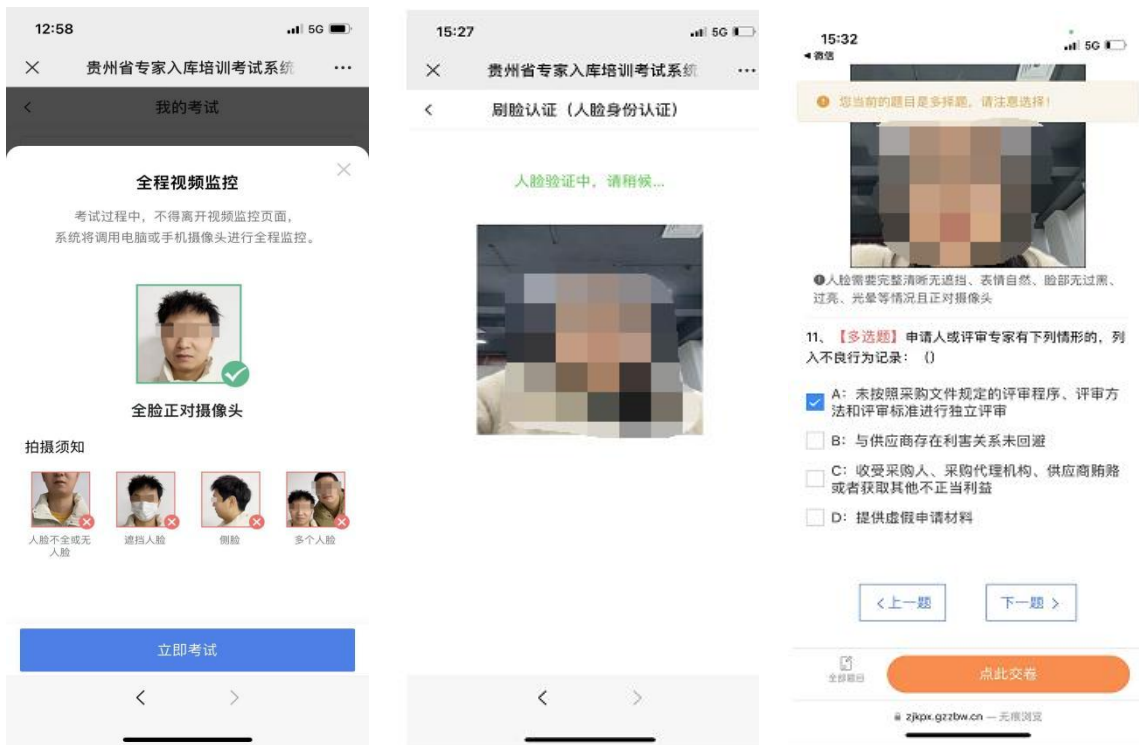 12:58
5G
贵州省专家入库培训考试系统
我的考试
全程视频监控
考试过程中，不得离开视频监控页面，
系统将调用电脑或手机摄像头进行全程监控。
全脸正对摄像头
拍摄须知
人脸不全或无
人脸
遮挡人脸
侧脸
多个人脸
立即考试
15:27
5G
贵州省专家入库培训考试系统
刷脸认证（人脸身份认证）
人脸验证中，请稍候...
15:32
5G
微信
您当前的题目是多择题，请注意选择！
人脸需要完整清晰无遮挡、表情自然、脸部无过黑、
过亮、光晕等情况且正对摄像头
11、【多选题】申请人或评审专家有下列情形的，列
入不良行为记录：（）
A：未按照采购文件规定的评审程序、评审方
法和评审标准进行独立评审
B：与供应商存在利害关系未回避
C：收受采购人、采购代理机构、供应商贿赂
或者获取其他不正当利益
D：提供虚假申请材料
上一题
下一题
全部题目
点此交卷
zjkpx.gzzbw.cn — 无痕浏览